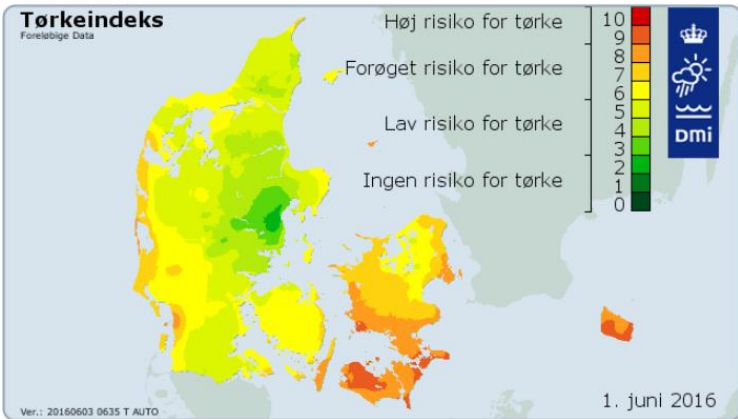 Tørkeindeks
Foreløbige Data
Høj risiko for tørke
Forøget risiko for tørke
Lav risiko for tørke
Ingen risiko for tørke
10
9
8
7
6
5
4
3
2
1
0
DMi
1. juni 2016
Ver.: 20160603 0635 T AUTO